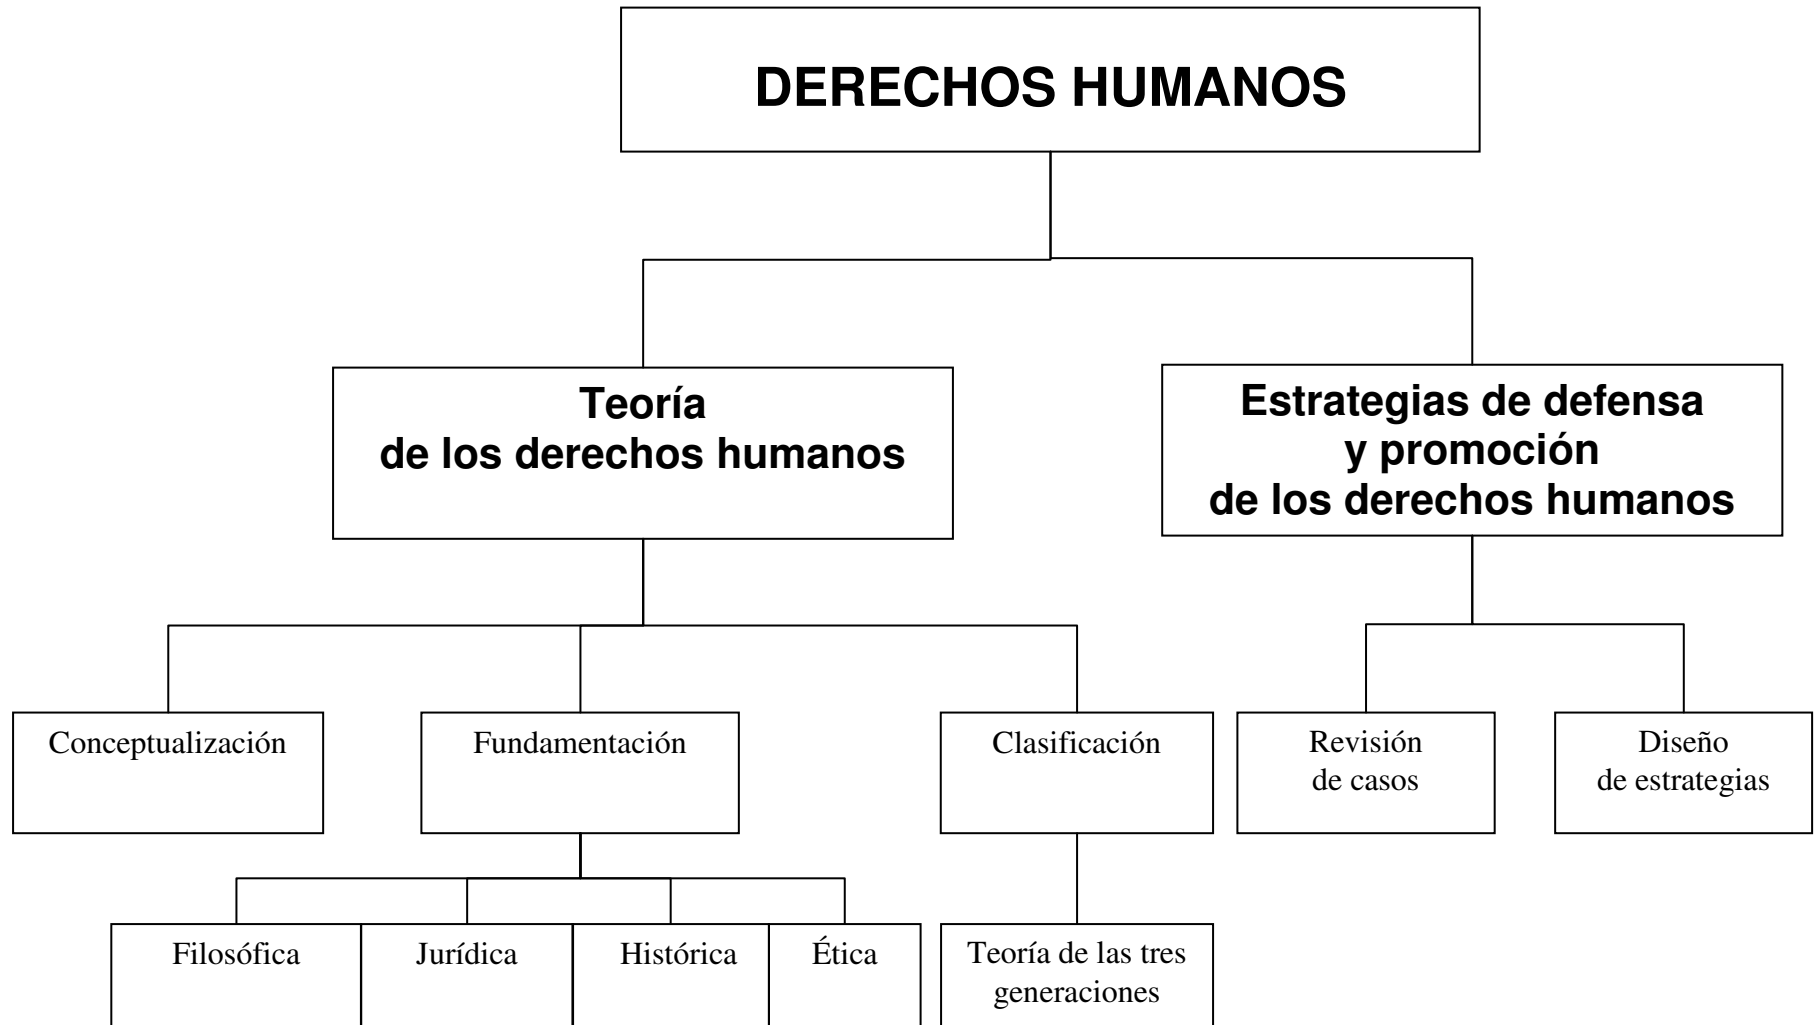 DERECHOS HUMANOS
Teoría
de los derechos humanos
Estrategias de defensa
y promoción
de los derechos humanos
Conceptualización
Fundamentación
Clasificación
Revisión
de casos
Diseño
de estrategias
Filosófica
Jurídica
Histórica
Ética
Teoría de las tres
generaciones